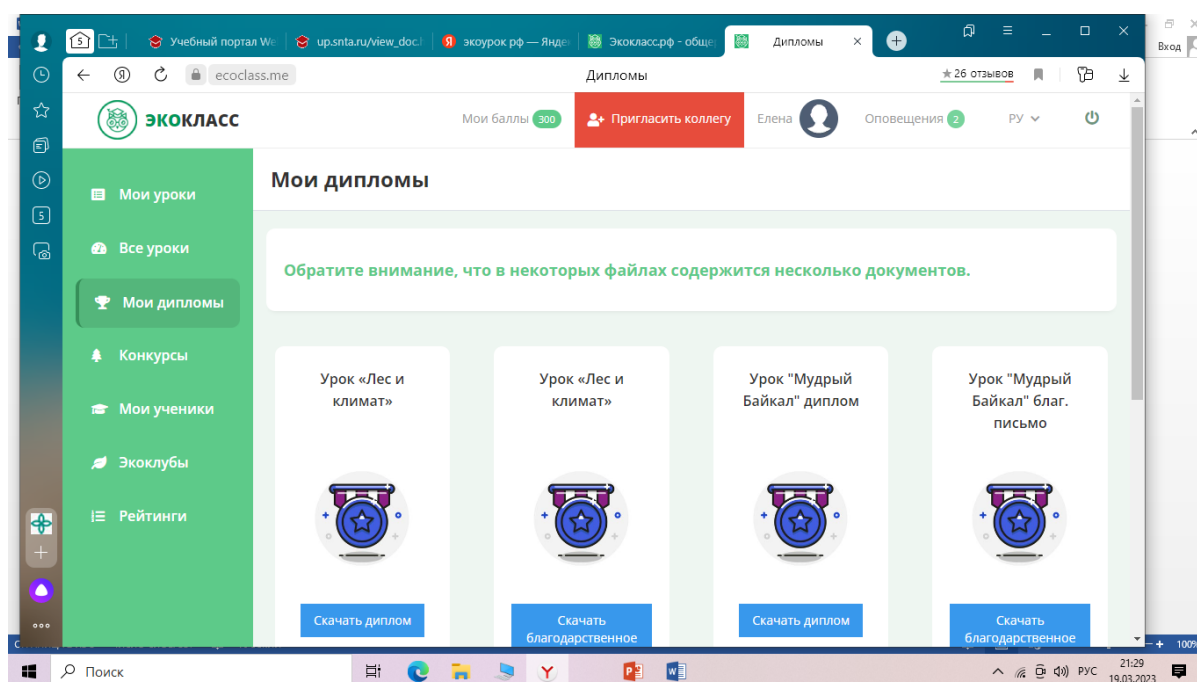 5 Учебный портал We up.snta.ru/view_doc.l Я экоурок рф — Янде Экокласс.рф - обще Дипломы
Вход
Я ecoclass.me Дипломы ★ 26 отзывов
ЭКОКЛАСС Мои баллы 300 Пригласить коллегу Елена Оповещения 2 РУ
Мои уроки
Все уроки
Мои дипломы
Конкурсы
Мои ученики
Экоклубы
Рейтинги
5
Мои дипломы
Обратите внимание, что в некоторых файлах содержится несколько документов.
Урок «Лес и
климат»
Скачать диплом
Урок «Лес и
климат»
Скачать
благодарственное
Урок "Мудрый
Байкал" диплом
Скачать диплом
Урок "Мудрый
Байкал" благ.
письмо
Скачать
благодарственное
100%
Поиск Y РУС 21:29
19.03.2023